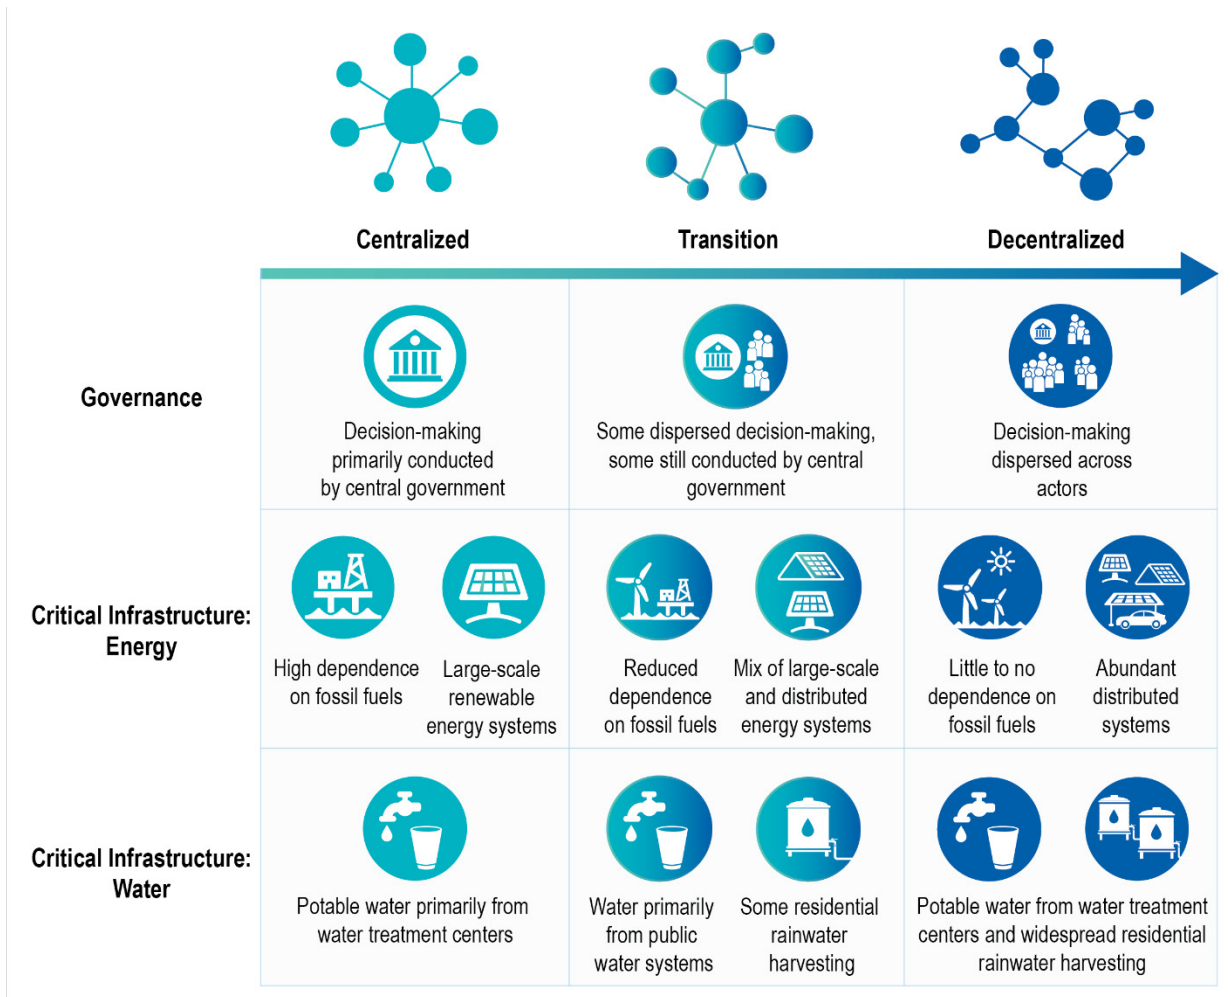 Centralized
Transition
Decentralized
Governance
Decision-making
primarily conducted
by central government
Some dispersed decision-making,
some still conducted by central
government
Decision-making
dispersed across
actors
Critical Infrastructure:
Energy
High dependence
on fossil fuels
Large-scale
renewable
energy systems
Reduced
dependence
on fossil fuels
Mix of large-scale
and distributed
energy systems
Little to no
dependence on
fossil fuels
Abundant
distributed
systems
Critical Infrastructure:
Water
Potable water primarily from
water treatment centers
Water primarily
from public
water systems
Some residential
rainwater
harvesting
Potable water from water treatment
centers and widespread residential
rainwater harvesting